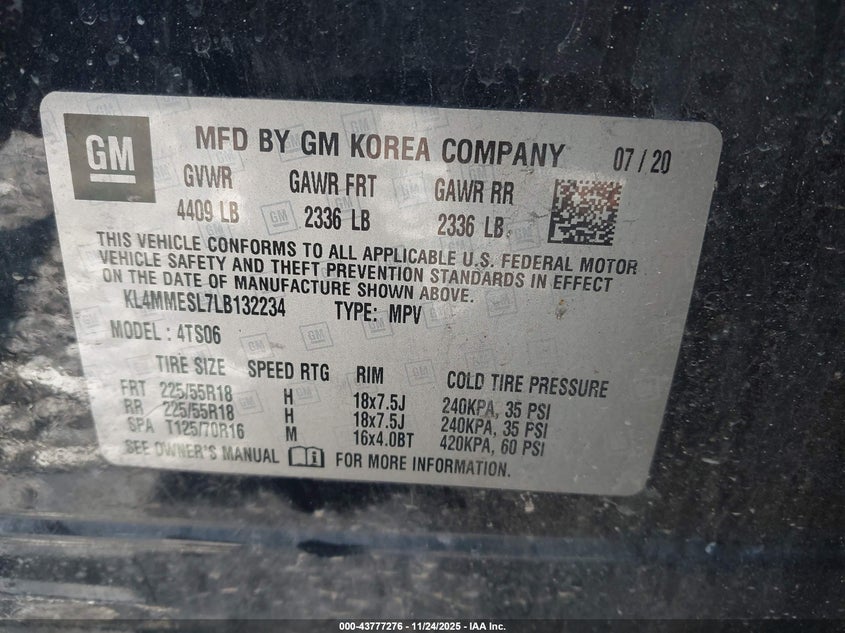 GM MFD BY GM KOREA COMPANY 07/20
GVWR GAWR FRT GAWR RR
4409 LB 2336 LB 2336 LB
THIS VEHICLE CONFORMS TO ALL APPLICABLE U.S. FEDERAL MOTOR
VEHICLE SAFETY AND THEFT PREVENTION STANDARDS IN EFFECT
ON THE DATE OF MANUFACTURE SHOWN ABOVE.
KL4MMESL7LB132234 TYPE: MPV
MODEL : 4TS06
TIRE SIZE SPEED RTG RIM COLD TIRE PRESSURE
FRT 225/55R18 H 18x7.5J 240KPA, 35 PSI
RR 225/55R18 H 18x7.5J 240KPA, 35 PSI
SPA T125/70R16 M 16x4.0BT 420KPA, 60 PSI
SEE OWNER'S MANUAL FOR MORE INFORMATION.
000-43777276 - 11/24/2025 - IAA Inc.